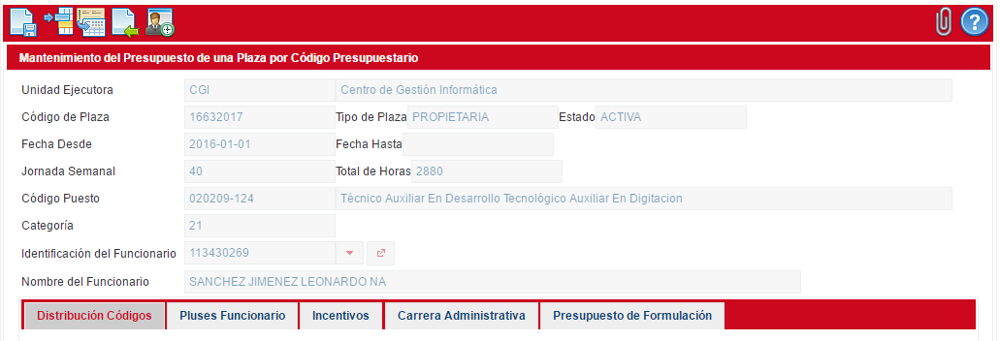 ?
Mantenimiento del Presupuesto de una Plaza por Código Presupuestario
Unidad Ejecutora CGI Centro de Gestión Informática
Código de Plaza 16632017 Tipo de Plaza PROPIETARIA Estado ACTIVA
Fecha Desde 2016-01-01 Fecha Hasta
Jornada Semanal 40 Total de Horas 2880
Código Puesto 020209-124 Técnico Auxiliar En Desarrollo Tecnológico Auxiliar En Digitacion
Categoría 21
Identificación del Funcionario 113430269
Nombre del Funcionario SANCHEZ JIMENEZ LEONARDO NA
Distribución Códigos Pluses Funcionario Incentivos Carrera Administrativa Presupuesto de Formulación